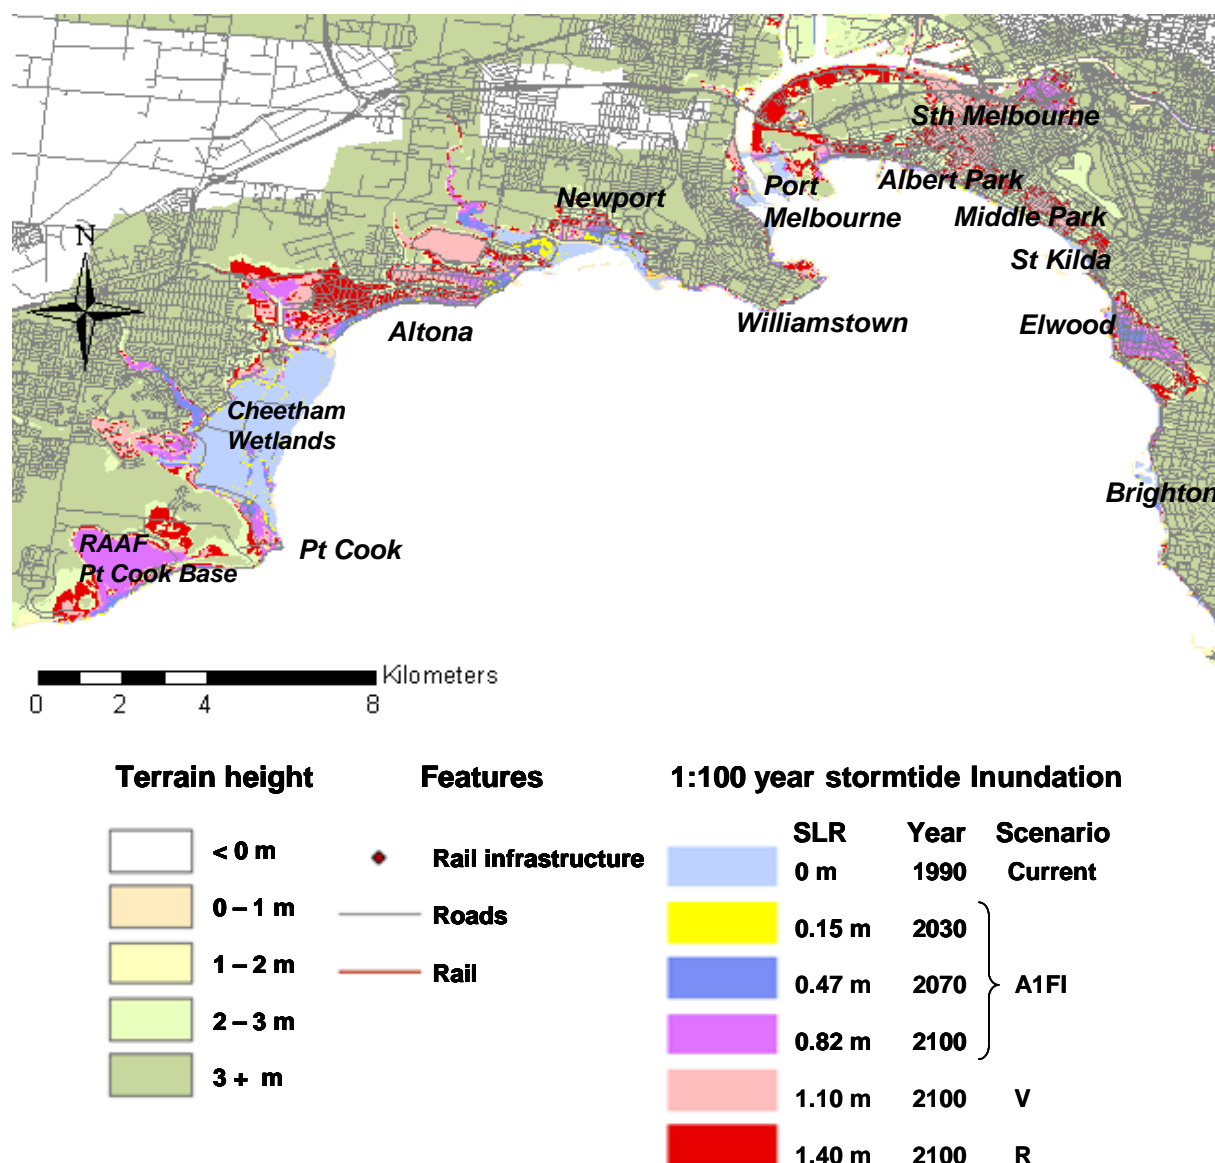 Sth Melbourne
Newport
Port
Melbourne
Albert Park
Middle Park
St Kilda
N
Altona
Williamstown
Elwood
Cheetham
Wetlands
Brighton
RAAF
Pt Cook Base
Pt Cook
Kilometers
0 2 4 8
Terrain height
< 0 m
0 – 1 m
1 – 2 m
2 – 3 m
3 + m
Features
Rail infrastructure
Roads
Rail
1:100 year stormtide Inundation
SLR Year Scenario
0 m 1990 Current
0.15 m 2030
0.47 m 2070 A1FI
0.82 m 2100
1.10 m 2100 V
1.40 m 2100 R